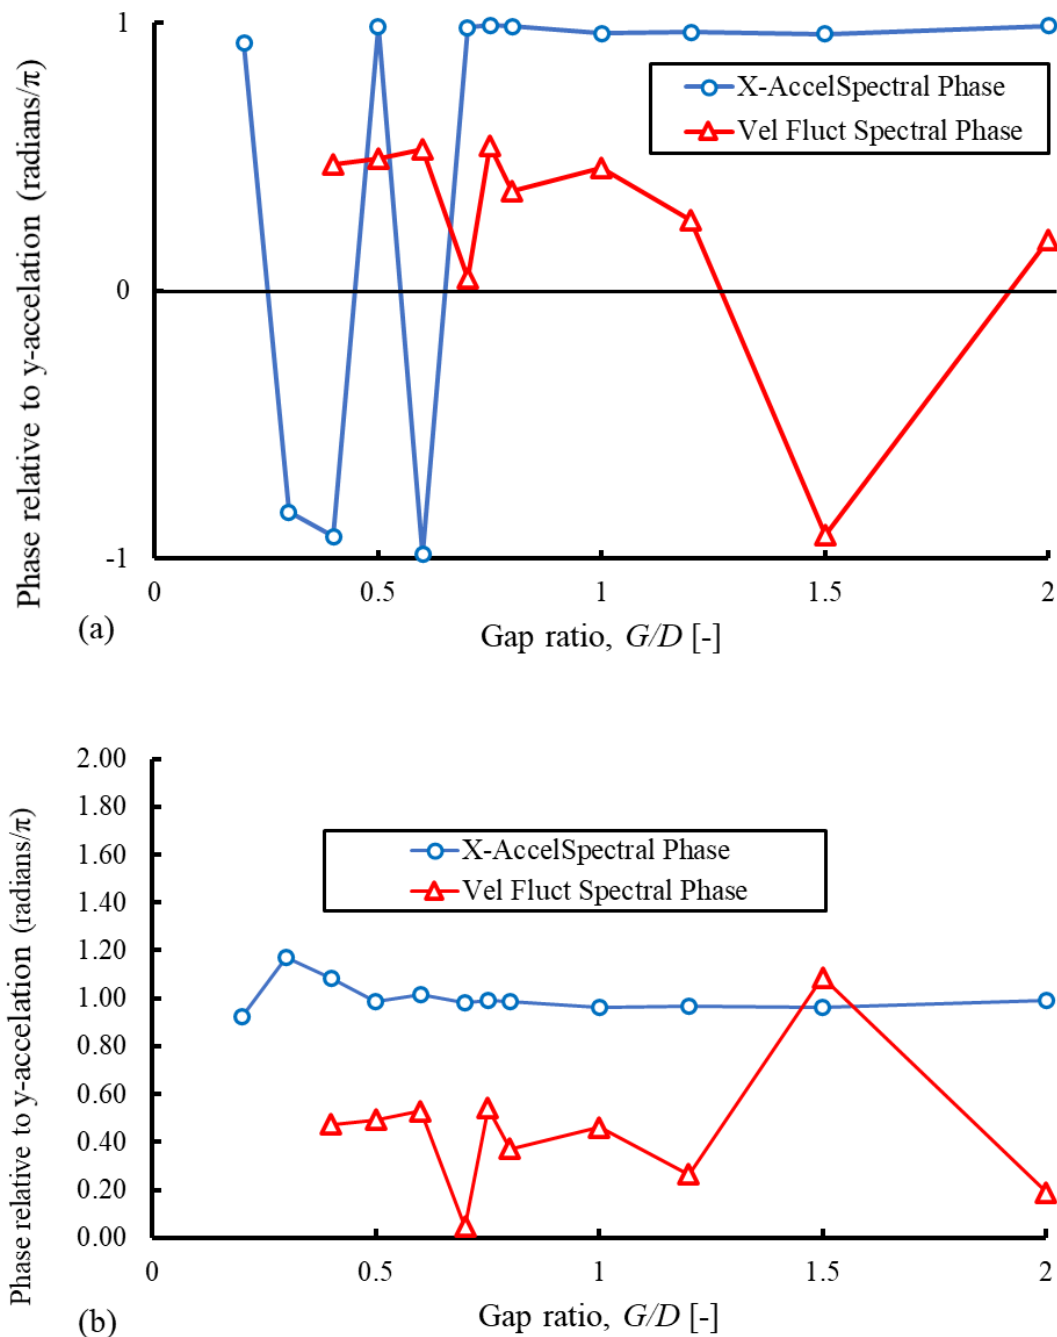 Phase relative to y-accelation (radians/π)
1
0
-1
X-AccelSpectral Phase
Vel Fluct Spectral Phase
0
0.5
1
1.5
2
Gap ratio, G/D [-]
(a)
Phase relative to y-accelation (radians/π)
2.00
1.80
1.60
1.40
1.20
1.00
0.80
0.60
0.40
0.20
0.00
X-AccelSpectral Phase
Vel Fluct Spectral Phase
0
0.5
1
1.5
2
Gap ratio, G/D [-]
(b)